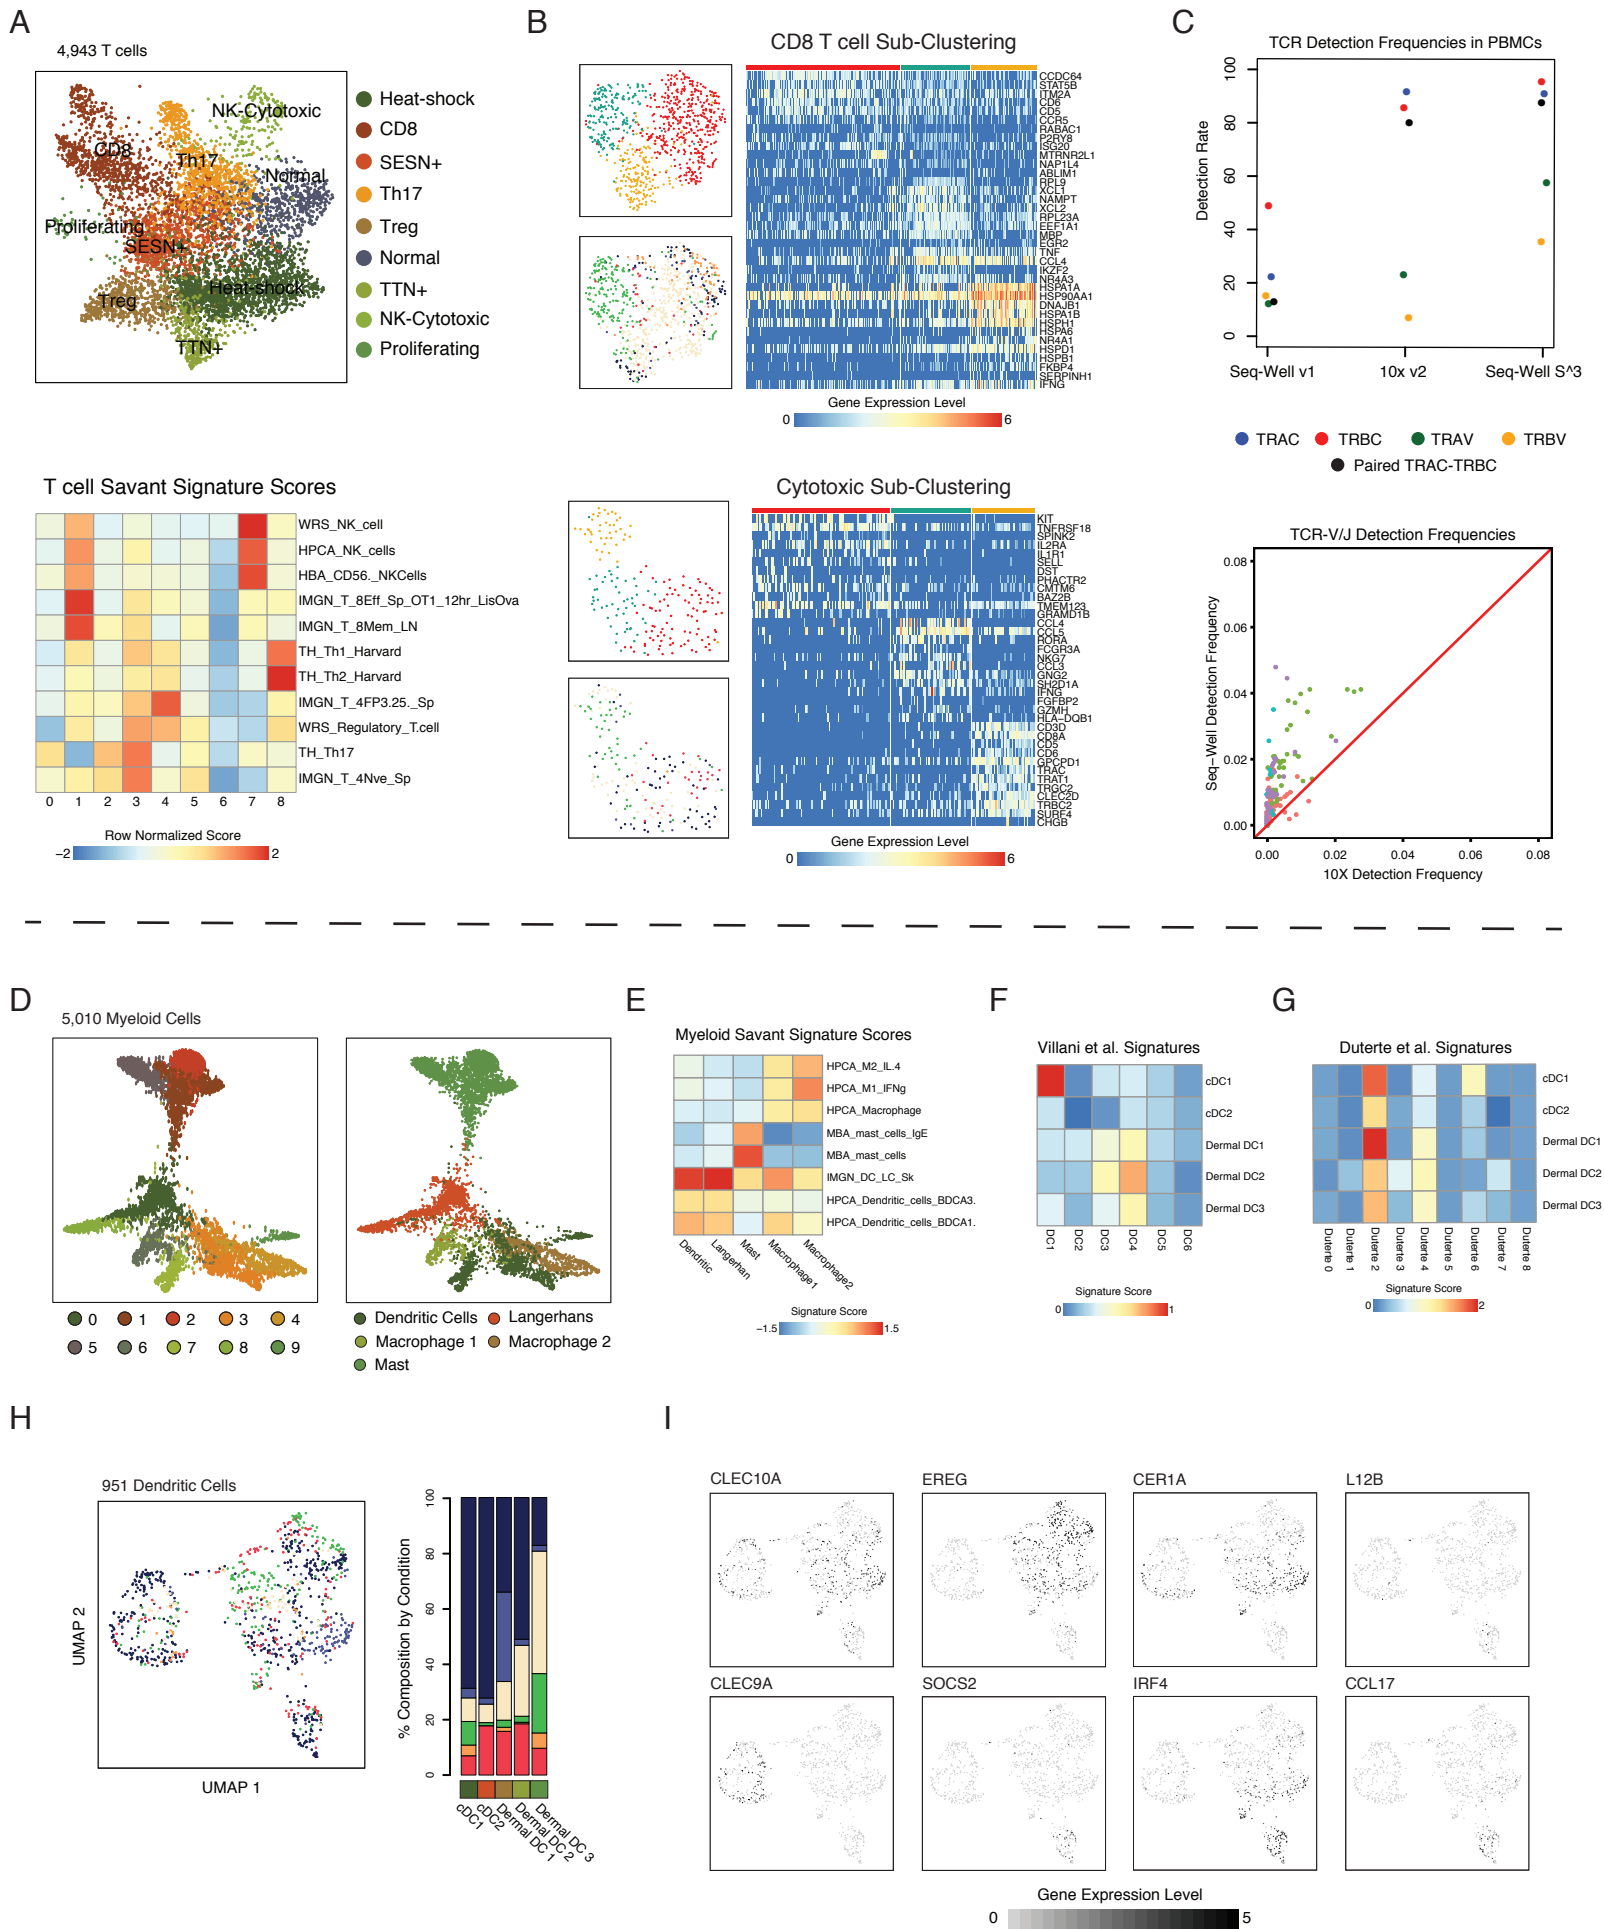 A
4,943 T cells
CD8
Th17
NK-Cytotoxic
Normal
Proliferating
SESN+
Heat-shock
Treg
TTN+
Heat-shock
CD8
SESN+
Th17
Treg
Normal
TTN+
NK-Cytotoxic
Proliferating
T cell Savant Signature Scores
WRS_NK_cell
HPCA_NK_cells
HBA_CD56._NKCells
IMGN_T_8Eff_Sp_OT1_12hr_LisOva
IMGN_T_8Mem_LN
TH_Th1_Harvard
TH_Th2_Harvard
IMGN_T_4FP3.25._Sp
WRS_Regulatory_T.cell
TH_Th17
IMGN_T_4Nve_Sp
0 1 2 3 4 5 6 7 8
Row Normalized Score
−2 2
B
CD8 T cell Sub-Clustering
CCDC64
STAT5B
ITM2A
CD6
CD5
CCR5
RABAC1
P2RY8
ISG20
MTRNR2L1
NAP1L4
ABLIM1
RPL9
XCL1
NAMPT
XCL2
RPL23A
EEF1A1
MBP
EGR2
TNF
CCL4
IKZF2
NR4A3
HSPA1A
HSP90AA1
DNAJB1
HSPA1B
HSPH1
HSPA6
NR4A1
HSPD1
HSPB1
FKBP4
SERPINH1
IFNG
Gene Expression Level
0 6
Cytotoxic Sub-Clustering
KIT
TNFRSF18
SPINK2
IL2RA
IL1R1
SELL
DST
PHACTR2
CMTM6
BAZ2B
TMEM123
GRAMD1B
CCL4
CCL5
RORA
FCGR3A
NKG7
CCL3
GNG2
SH2D1A
IFNG
FGFBP2
GZMH
HLA−DQB1
CD3D
CD8A
CD5
CD6
GPCPD1
TRAC
TRAT1
TRGC2
CLEC2D
TRBC2
SURF4
CHGB
Gene Expression Level
0 6
C
TCR Detection Frequencies in PBMCs
Detection Rate
100
80
60
40
20
0
Seq-Well v1 10x v2 Seq-Well S^3
TRAC TRBC TRAV TRBV
Paired TRAC-TRBC
TCR-V/J Detection Frequencies
Seq−Well Detection Frequency
0.08
0.06
0.04
0.02
0.00
0.00 0.02 0.04 0.06 0.08
10X Detection Frequency
D
5,010 Myeloid Cells
0 1 2 3 4
5 6 7 8 9
Dendritic Cells Langerhans
Macrophage 1 Macrophage 2
Mast
E
Myeloid Savant Signature Scores
HPCA_M2_IL.4
HPCA_M1_IFNg
HPCA_Macrophage
MBA_mast_cells_IgE
MBA_mast_cells
IMGN_DC_LC_Sk
HPCA_Dendritic_cells_BDCA3.
HPCA_Dendritic_cells_BDCA1.
Dendritic
Langerhan
Mast
Macrophage1
Macrophage2
Signature Score
−1.5 1.5
F
Villani et al. Signatures
cDC1
cDC2
Dermal DC1
Dermal DC2
Dermal DC3
DC1 DC2 DC3 DC4 DC5 DC6
Signature Score
0 1
G
Duterte et al. Signatures
cDC1
cDC2
Dermal DC1
Dermal DC2
Dermal DC3
Duterte 0
Duterte 1
Duterte 2
Duterte 3
Duterte 4
Duterte 5
Duterte 6
Duterte 7
Duterte 8
Signature Score
0 2
H
951 Dendritic Cells
UMAP 2
UMAP 1
% Composition by Condition
100
80
60
40
20
0
cDC1
cDC2
Dermal DC 1
Dermal DC 2
Dermal DC 3
I
CLEC10A EREG CER1A L12B
CLEC9A SOCS2 IRF4 CCL17
Gene Expression Level
0 5